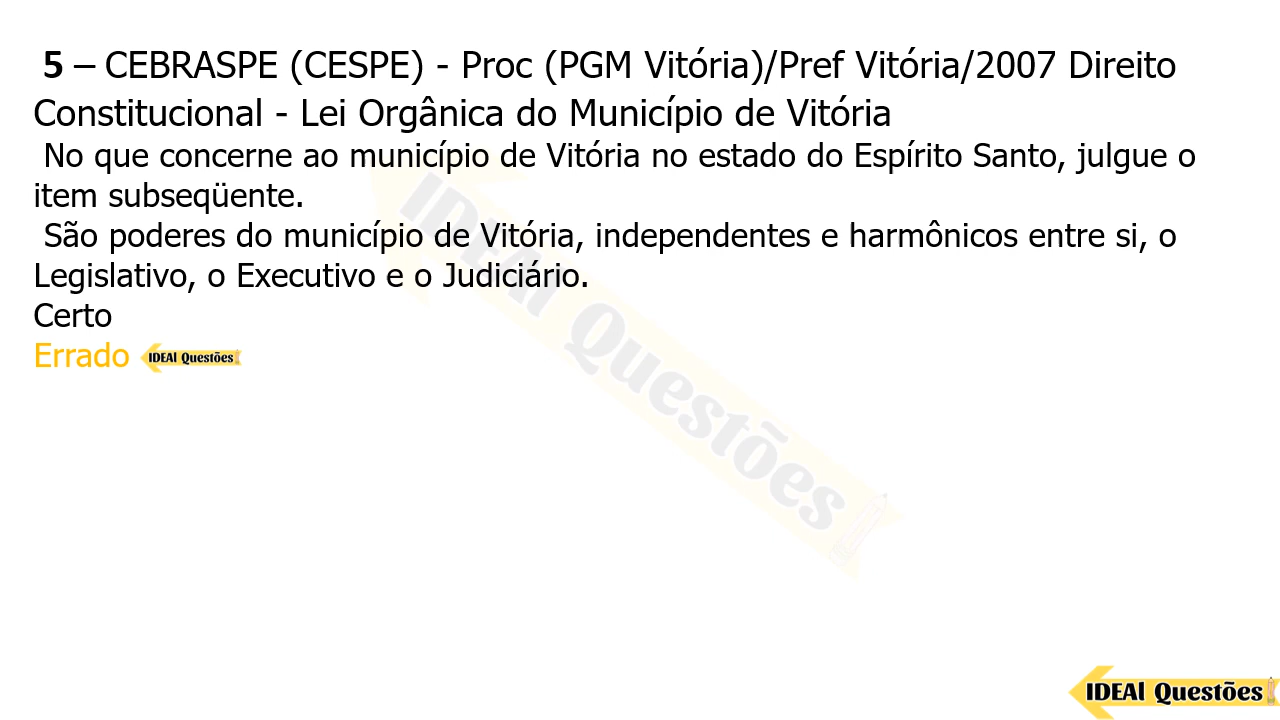 5 – CEBRASPE (CESPE) - Proc (PGM Vitória)/Pref Vitória/2007 Direito
Constitucional - Lei Orgânica do Município de Vitória
No que concerne ao município de Vitória no estado do Espírito Santo, julgue o
item subseqüente.
São poderes do município de Vitória, independentes e harmônicos entre si, o
Legislativo, o Executivo e o Judiciário.
Certo
Errado IDEAl Questões
IDEAl Questões
IDEAl Questões